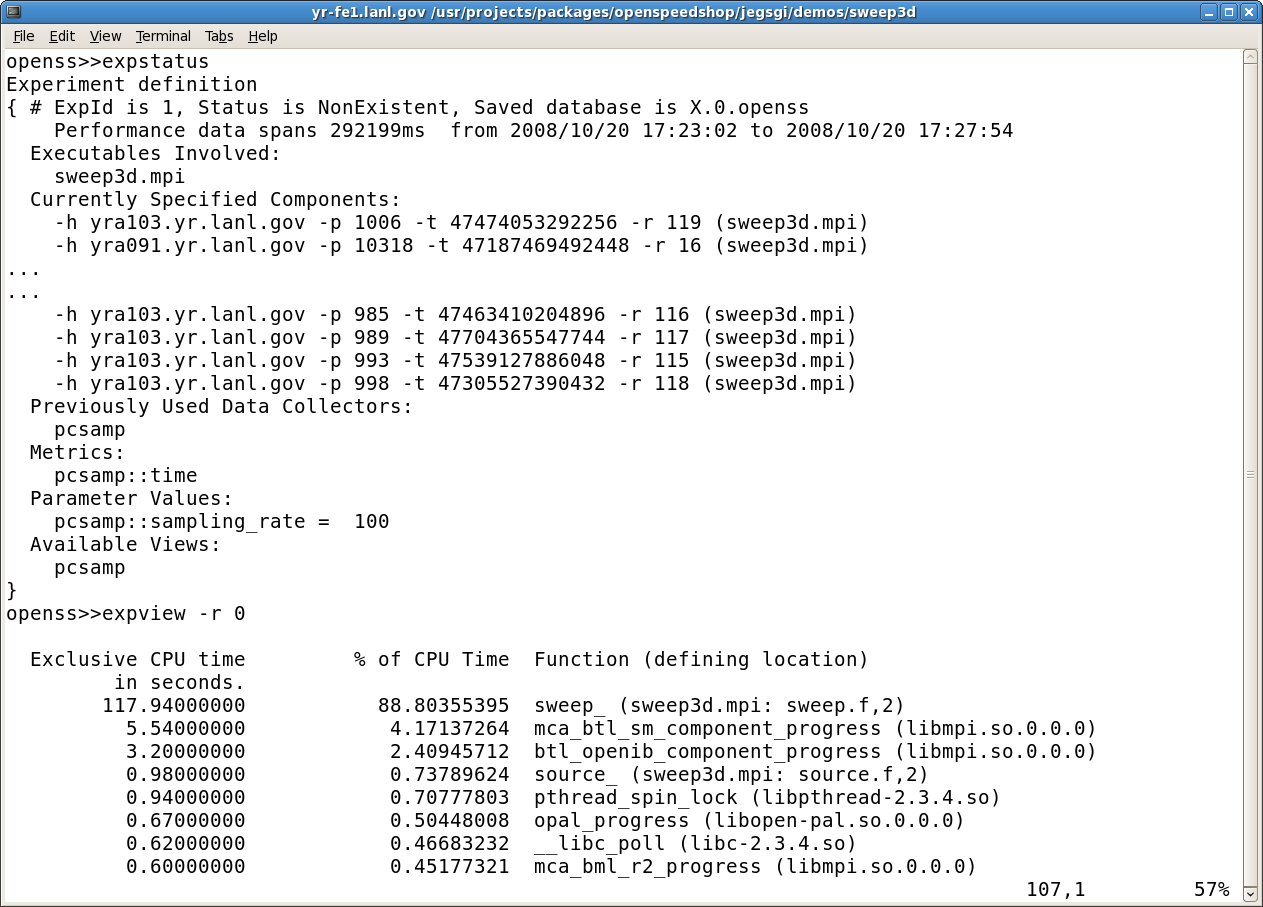 yr-fe1.lanl.gov /usr/projects/packages/openspeedshop/jegsgi/demos/sweep3d
File Edit View Terminal Tabs Help
openss>>expstatus
Experiment definition
{ # ExpId is 1, Status is NonExistent, Saved database is X.0.openss
    Performance data spans 292199ms  from 2008/10/20 17:23:02 to 2008/10/20 17:27:54
  Executables Involved:
    sweep3d.mpi
  Currently Specified Components:
    -h yra103.yr.lanl.gov -p 1006 -t 47474053292256 -r 119 (sweep3d.mpi)
    -h yra091.yr.lanl.gov -p 10318 -t 47187469492448 -r 16 (sweep3d.mpi)
...
...
    -h yra103.yr.lanl.gov -p 985 -t 47463410204896 -r 116 (sweep3d.mpi)
    -h yra103.yr.lanl.gov -p 989 -t 47704365547744 -r 117 (sweep3d.mpi)
    -h yra103.yr.lanl.gov -p 993 -t 47539127886048 -r 115 (sweep3d.mpi)
    -h yra103.yr.lanl.gov -p 998 -t 47305527390432 -r 118 (sweep3d.mpi)
  Previously Used Data Collectors:
    pcsamp
  Metrics:
    pcsamp::time
  Parameter Values:
    pcsamp::sampling_rate =  100
  Available Views:
    pcsamp
}
openss>>expview -r 0
  Exclusive CPU time         % of CPU Time  Function (defining location)
         in seconds.
        117.94000000           88.80355395  sweep_ (sweep3d.mpi: sweep.f,2)
          5.54000000            4.17137264  mca_btl_sm_component_progress (libmpi.so.0.0.0)
          3.20000000            2.40945712  btl_openib_component_progress (libmpi.so.0.0.0)
          0.98000000            0.73789624  source_ (sweep3d.mpi: source.f,2)
          0.94000000            0.70777803  pthread_spin_lock (libpthread-2.3.4.so)
          0.67000000            0.50448008  opal_progress (libopen-pal.so.0.0.0)
          0.62000000            0.46683232  __libc_poll (libc-2.3.4.so)
          0.60000000            0.45177321  mca_bml_r2_progress (libmpi.so.0.0.0)
107,1         57%